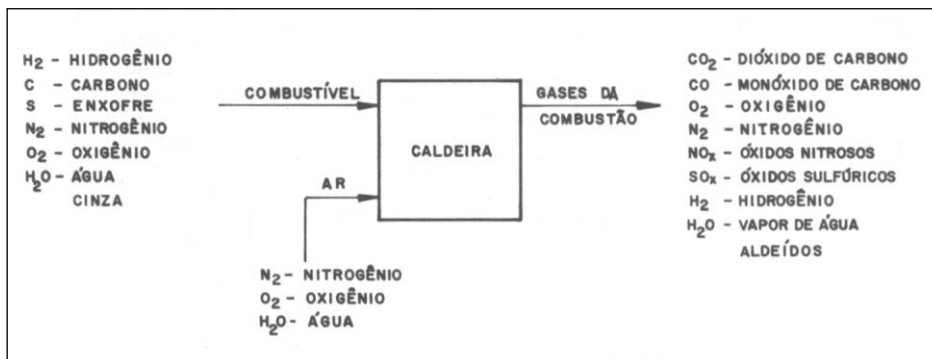 H₂ – HIDROGÊNIO
C – CARBONO
S – ENXOFRE
N₂ – NITROGÊNIO
O₂ – OXIGÊNIO
H₂O – ÁGUA
CINZA
COMBUSTÍVEL
AR
N₂ – NITROGÊNIO
O₂ – OXIGÊNIO
H₂O – ÁGUA
CALDEIRA
GASES DA
COMBUSTÃO
CO₂ – DIÓXIDO DE CARBONO
CO – MONÓXIDO DE CARBONO
O₂ – OXIGÊNIO
N₂ – NITROGÊNIO
NOx – ÓXIDOS NITROSOS
SOx – ÓXIDOS SULFÚRICOS
H₂ – HIDROGÊNIO
H₂O – VAPOR DE ÁGUA
ALDEÍDOS